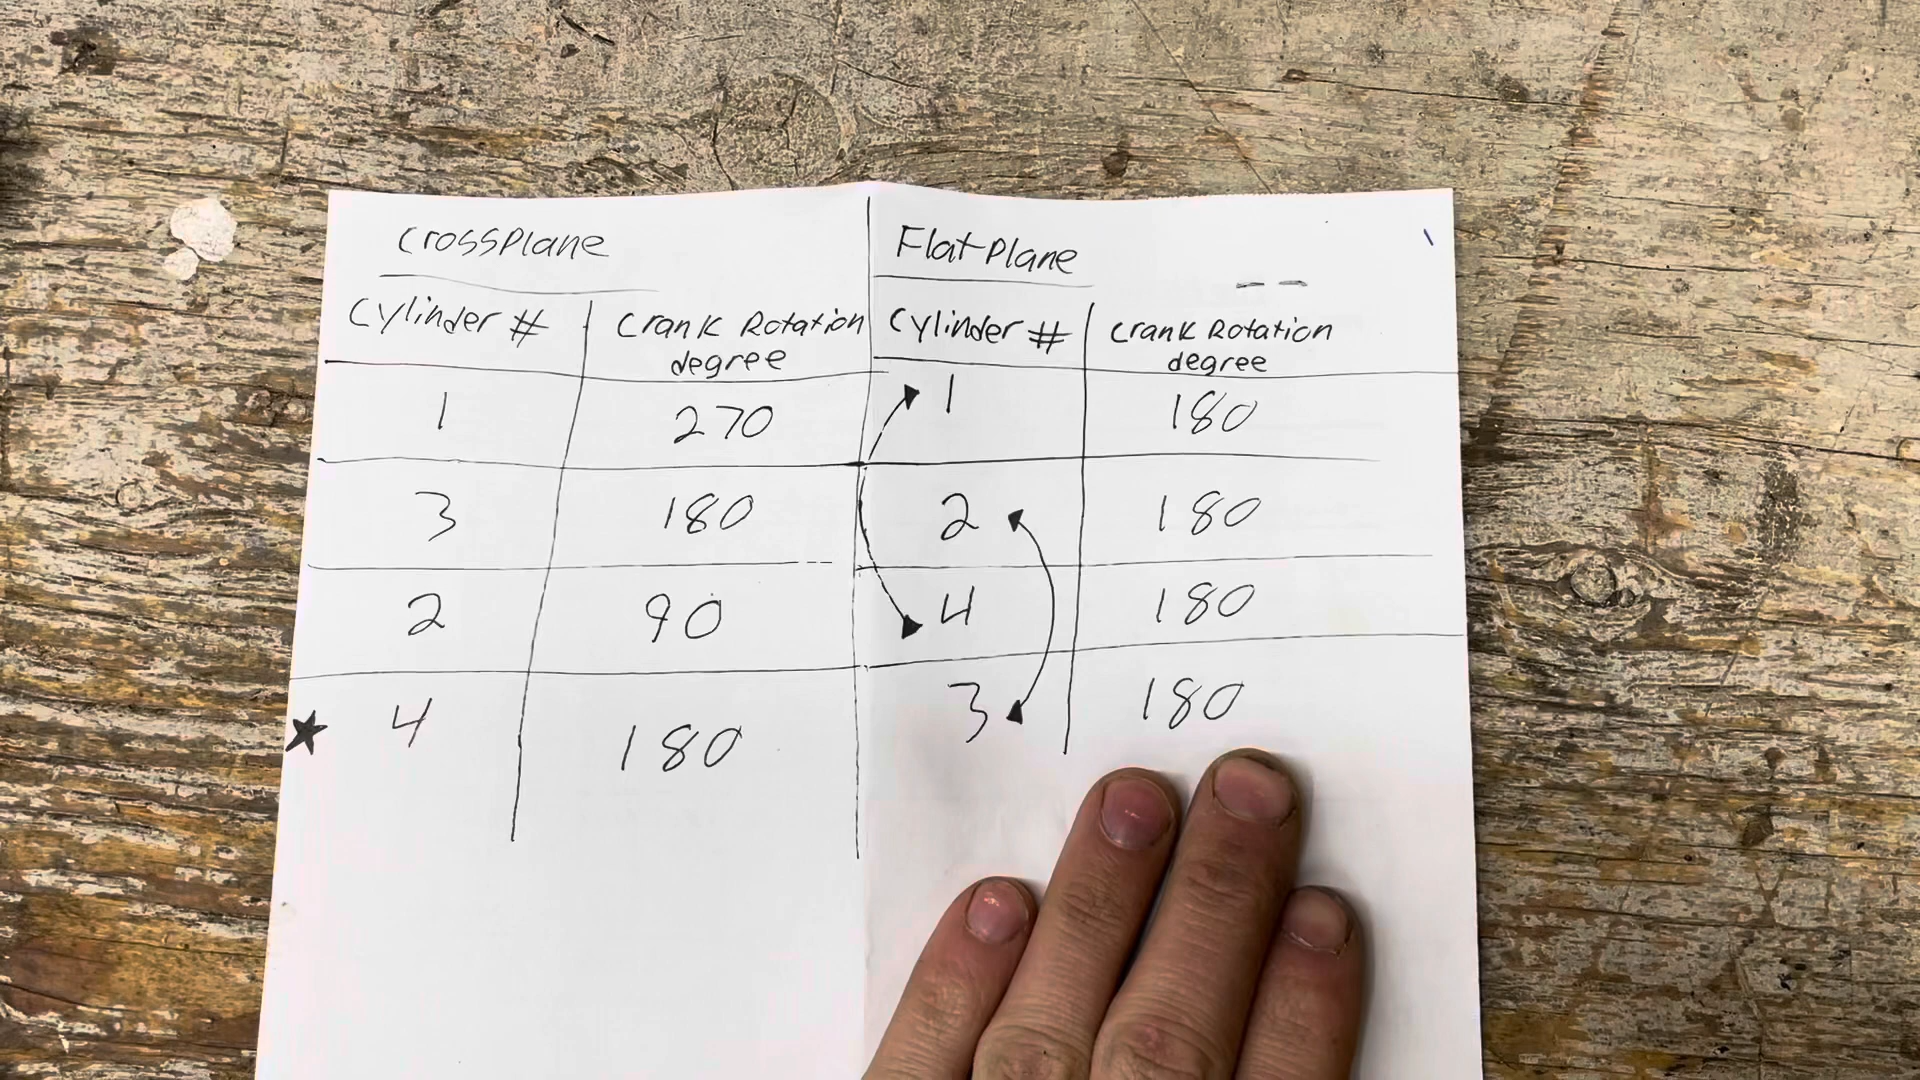 CrossPlane
Cylinder #
Crank Rotation
degree
1
270
3
180
2
90
4
180
Flat Plane
Cylinder #
Crank Rotation
degree
1
180
2
180
4
180
3
180